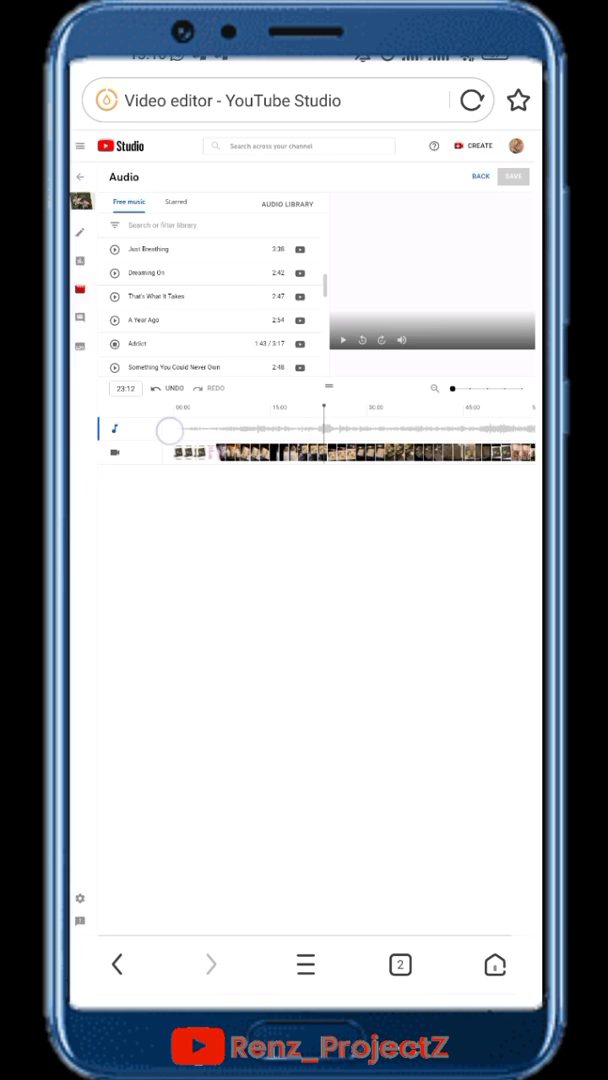 Video editor - YouTube Studio
Studio
Search across your channel
CREATE
Audio
BACK
SAVE
Free music
Starred
AUDIO LIBRARY
Search or filter library
Just Breathing 3:36
Dreaming On 2:42
That's What It Takes 2:47
A Year Ago 2:54
Addict 1:43 / 3:17
Something You Could Never Own 2:48
23:12
UNDO
REDO
00:00 15:00 30:00 45:00
2
Renz_ProjectZ